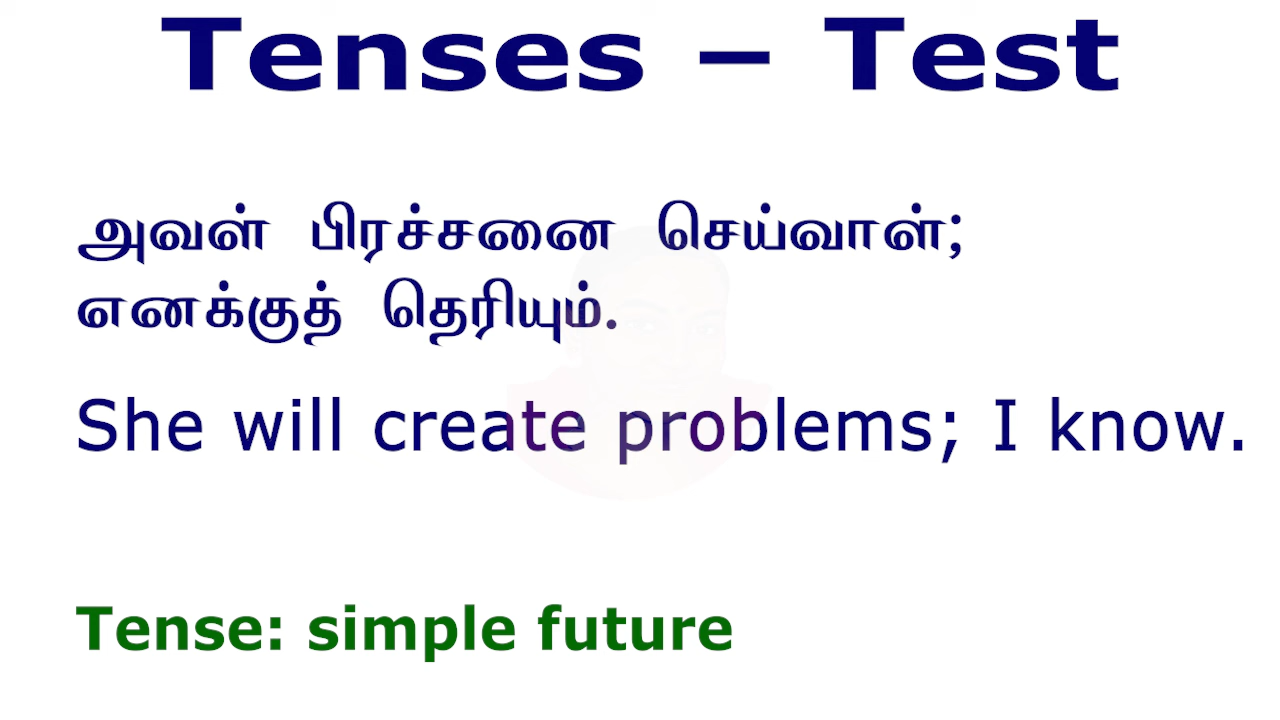 Tenses – Test
அவள் பிரச்சனை செய்வாள்;
எனக்குத் தெரியும்.
She will create problems; I know.
Tense: simple future